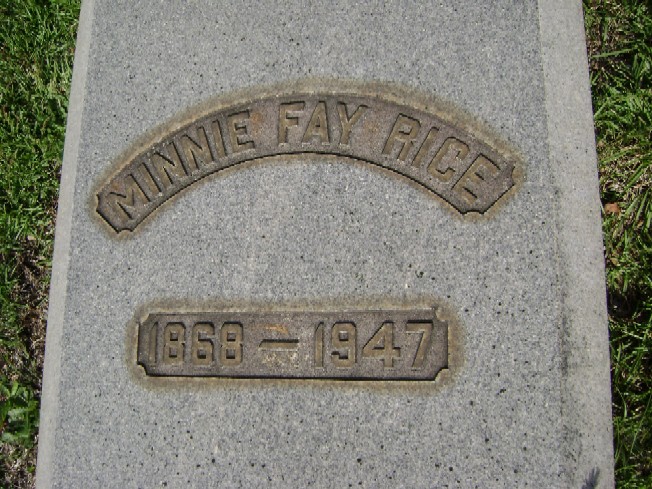 MINNIE FAY RICE
1868 — 1947